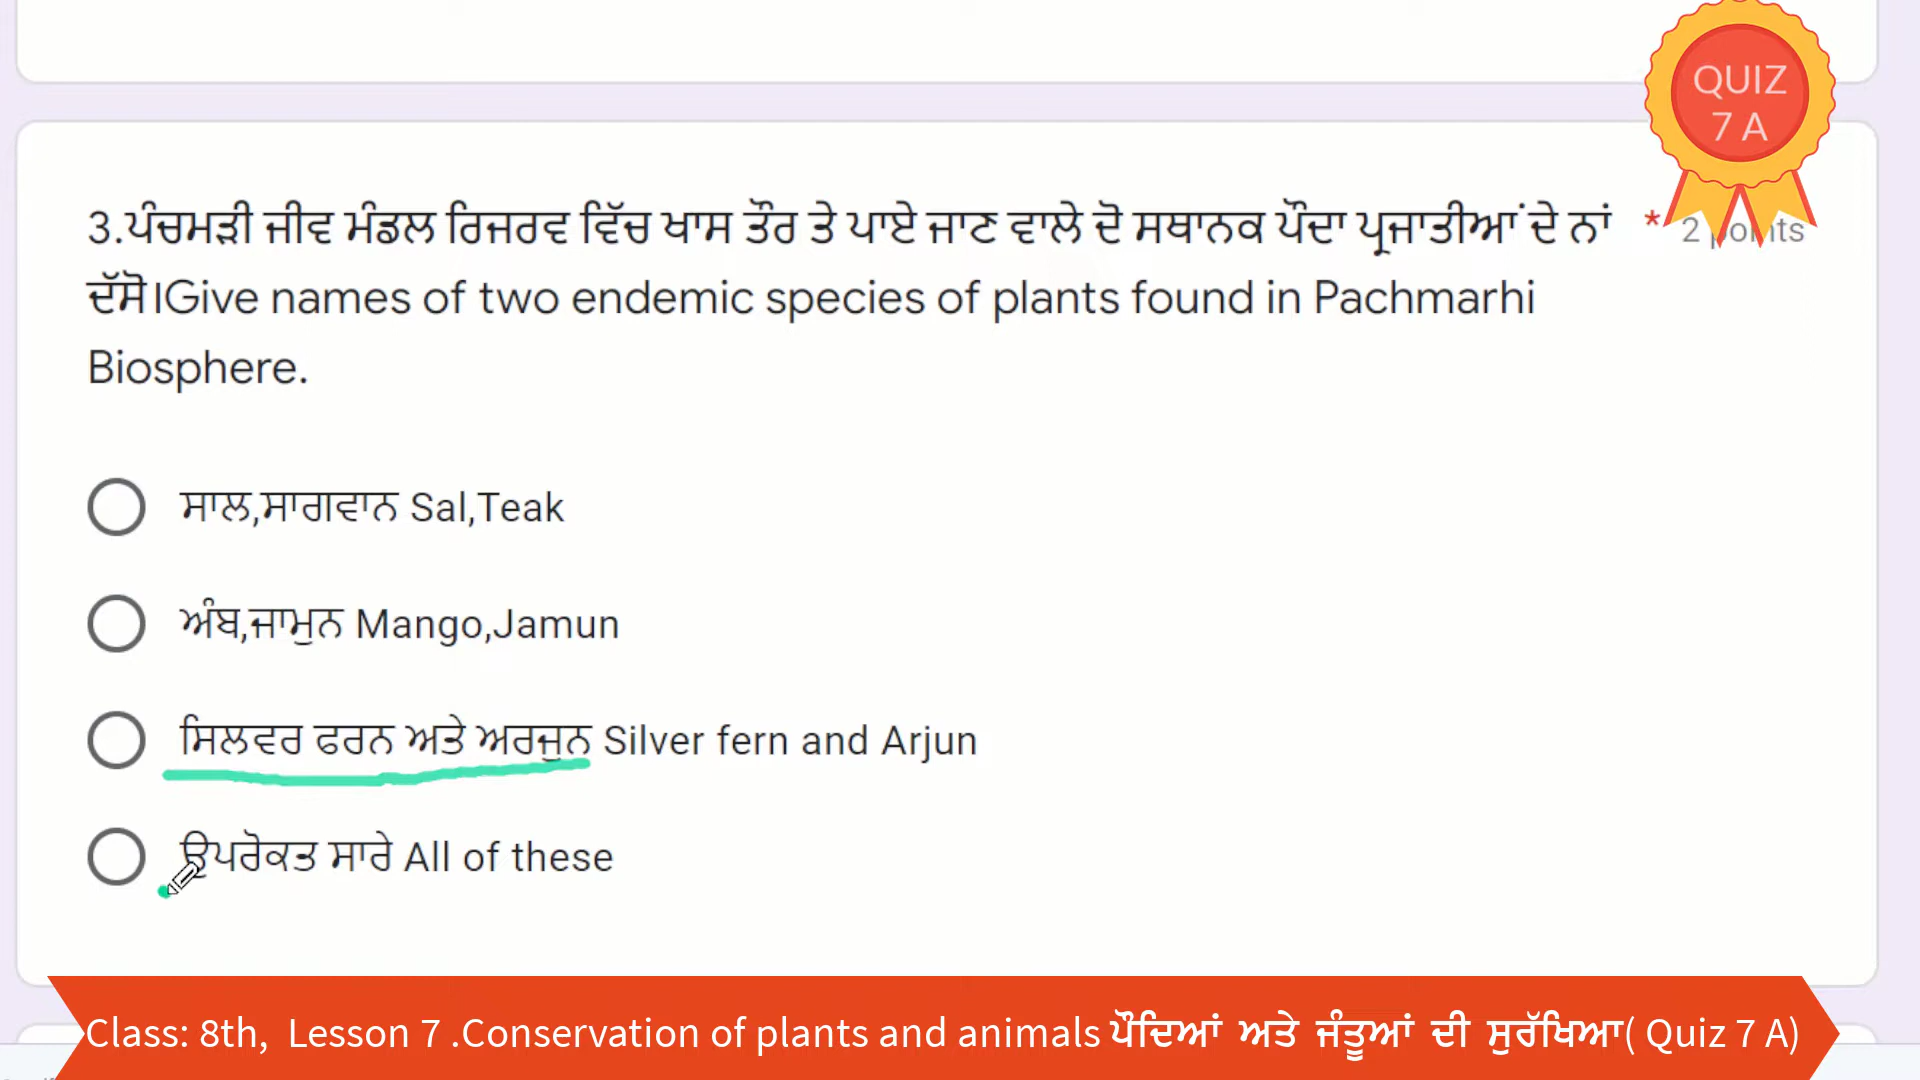 QUIZ
7 A
3.ਪੰਚਮੜੀ ਜੀਵ ਮੰਡਲ ਰਿਜਰਵ ਵਿੱਚ ਖਾਸ ਤੌਰ ਤੇ ਪਾਏ ਜਾਣ ਵਾਲੇ ਦੋ ਸਥਾਨਕ ਪੌਦਾ ਪ੍ਰਜਾਤੀਆਂ ਦੇ ਨਾਂ * 2 points
ਦੱਸੋ।Give names of two endemic species of plants found in Pachmarhi
Biosphere.
ਸਾਲ,ਸਾਗਵਾਨ Sal,Teak
ਅੰਬ,ਜਾਮੁਨ Mango,Jamun
ਸਿਲਵਰ ਫਰਨ ਅਤੇ ਅਰਜੁਨ Silver fern and Arjun
ਉਪਰੋਕਤ ਸਾਰੇ All of these
Class: 8th, Lesson 7 .Conservation of plants and animals ਪੌਦਿਆਂ ਅਤੇ ਜੰਤੂਆਂ ਦੀ ਸੁਰੱਖਿਆ( Quiz 7 A)